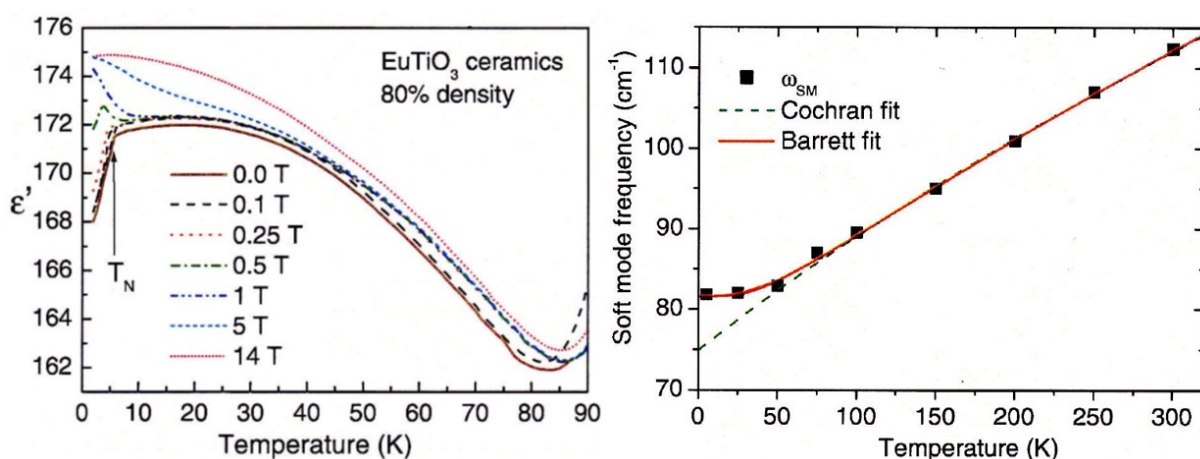 176
174
172
170
168
166
164
162
ε'
EuTiO3 ceramics
80% density
0.0 T
0.1 T
0.25 T
0.5 T
1 T
5 T
14 T
TN
0 10 20 30 40 50 60 70 80 90
Temperature (K)
110
100
90
80
70
Soft mode frequency (cm-1)
ωSM
Cochran fit
Barrett fit
0 50 100 150 200 250 300
Temperature (K)